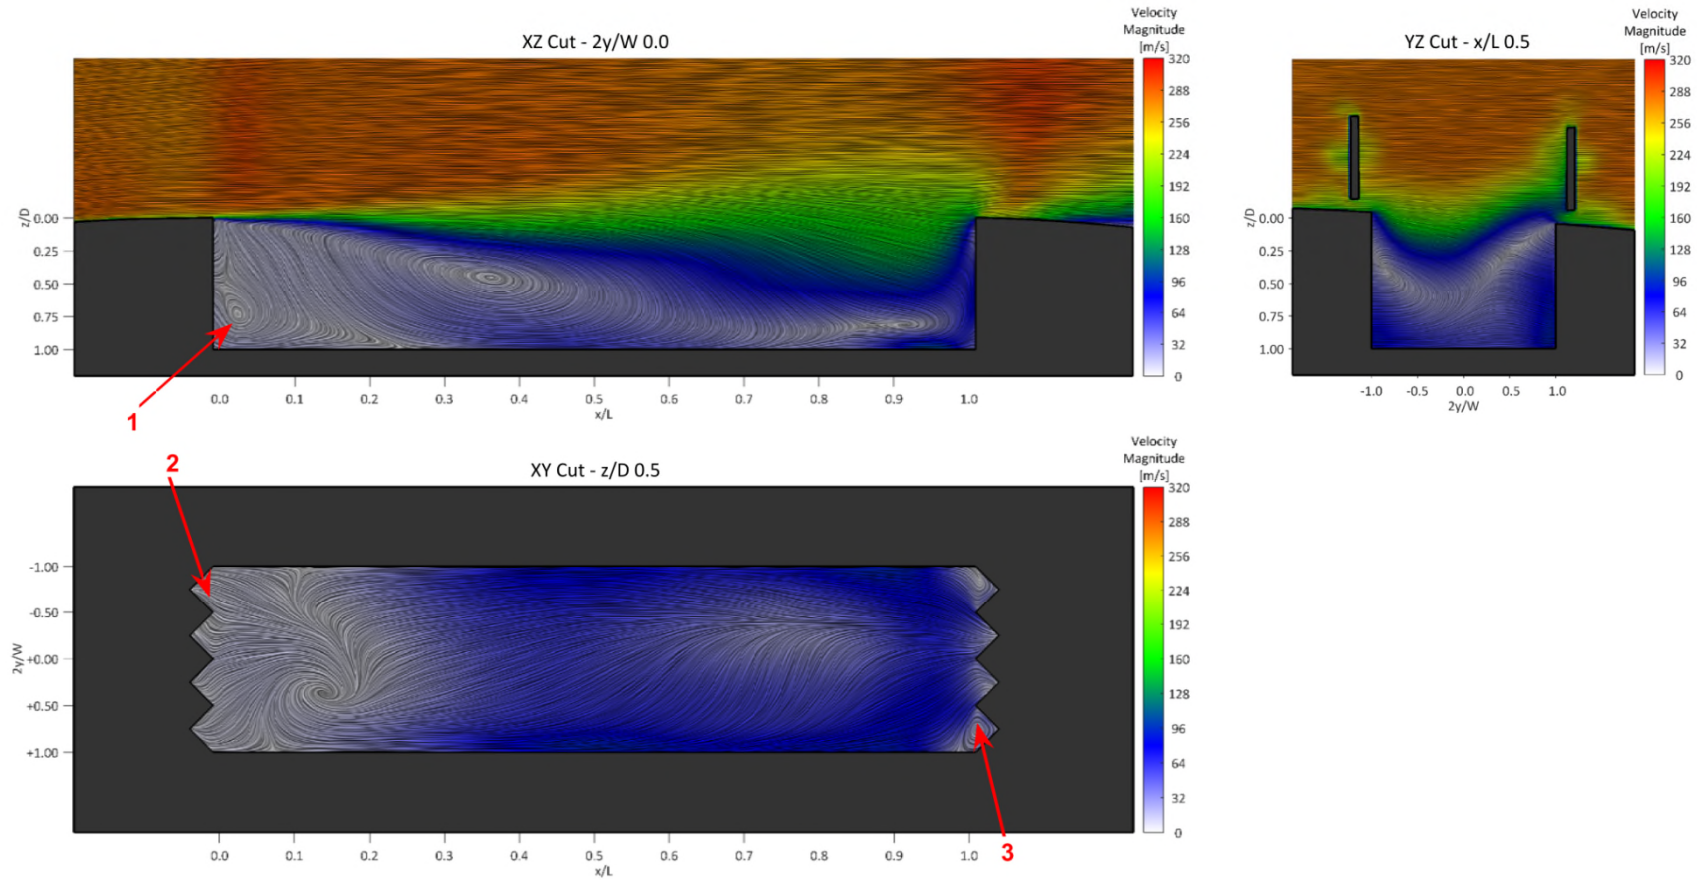 XZ Cut - 2y/W 0.0
Velocity
Magnitude
[m/s]
320
288
256
224
192
160
128
96
64
32
0
z/D
0.00
0.25
0.50
0.75
1.00
0.0 0.1 0.2 0.3 0.4 0.5 0.6 0.7 0.8 0.9 1.0
x/L
1
YZ Cut - x/L 0.5
Velocity
Magnitude
[m/s]
320
288
256
224
192
160
128
96
64
32
0
z/D
0.00
0.25
0.50
0.75
1.00
-1.0 -0.5 0.0 0.5 1.0
2y/W
2
XY Cut - z/D 0.5
Velocity
Magnitude
[m/s]
320
288
256
224
192
160
128
96
64
32
0
2y/W
-1.00
-0.50
+0.00
+0.50
+1.00
0.0 0.1 0.2 0.3 0.4 0.5 0.6 0.7 0.8 0.9 1.0
x/L
3